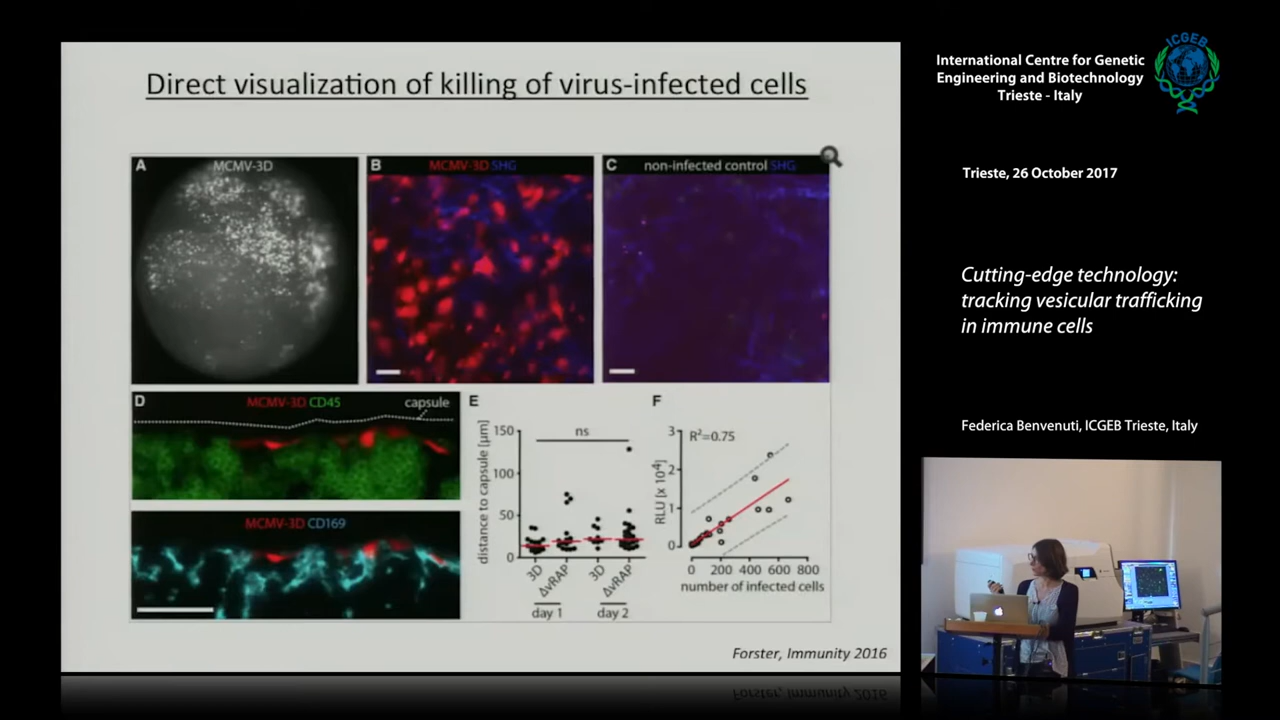 Direct visualization of killing of virus-infected cells
A
MCMV-3D
B
MCMV-3D SHG
C
non-infected control SHG
D
MCMV-3D CD45
capsule
MCMV-3D CD169
E
distance to capsule [µm]
150
100
50
0
ns
3D
ΔvRAP
3D
ΔvRAP
day 1
day 2
F
RLU [x 10⁴]
3
2
1
0
R²=0.75
0 200 400 600 800
number of infected cells
Forster, Immunity 2016
International Centre for Genetic
Engineering and Biotechnology
Trieste - Italy
ICGEB
Trieste, 26 October 2017
Cutting-edge technology:
tracking vesicular trafficking
in immune cells
Federica Benvenuti, ICGEB Trieste, Italy